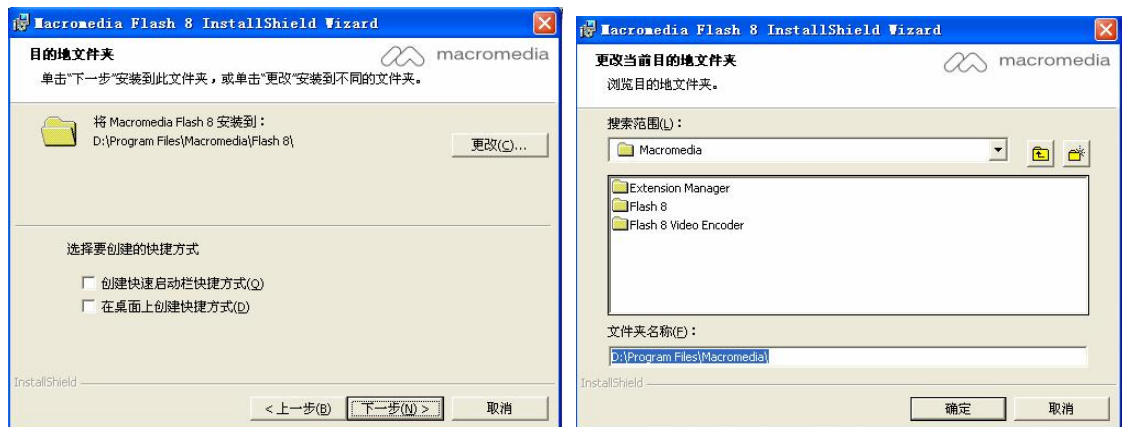 Macromedia Flash 8 InstallShield Wizard
目的地文件夹
macromedia
单击“下一步”安装到此文件夹，或单击“更改”安装到不同的文件夹。
将 Macromedia Flash 8 安装到：
D:\Program Files\Macromedia\Flash 8\
更改(C)...
选择要创建的快捷方式
创建快速启动栏快捷方式(Q)
在桌面上创建快捷方式(D)
InstallShield
<上一步(B)
下一步(N) >
取消
Macromedia Flash 8 InstallShield Wizard
更改当前目的地文件夹
macromedia
浏览目的地文件夹。
搜索范围(L)：
Macromedia
Extension Manager
Flash 8
Flash 8 Video Encoder
文件夹名称(F)：
D:\Program Files\Macromedia\
InstallShield
确定
取消